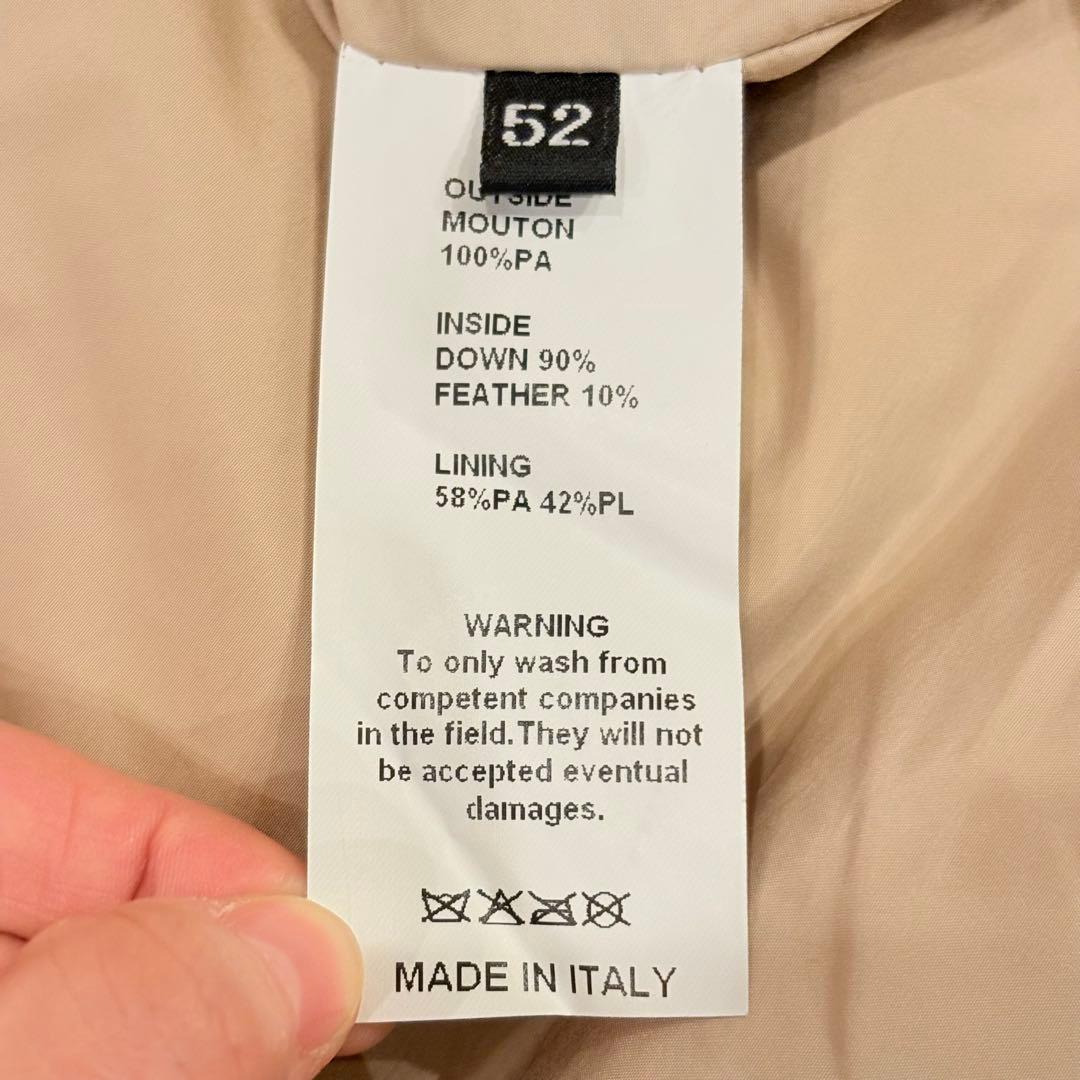 52
OUTSIDE
MOUTON
100%PA
INSIDE
DOWN 90%
FEATHER 10%
LINING
58%PA 42%PL
WARNING
To only wash from
competent companies
in the field.They will not
be accepted eventual
damages.
MADE IN ITALY